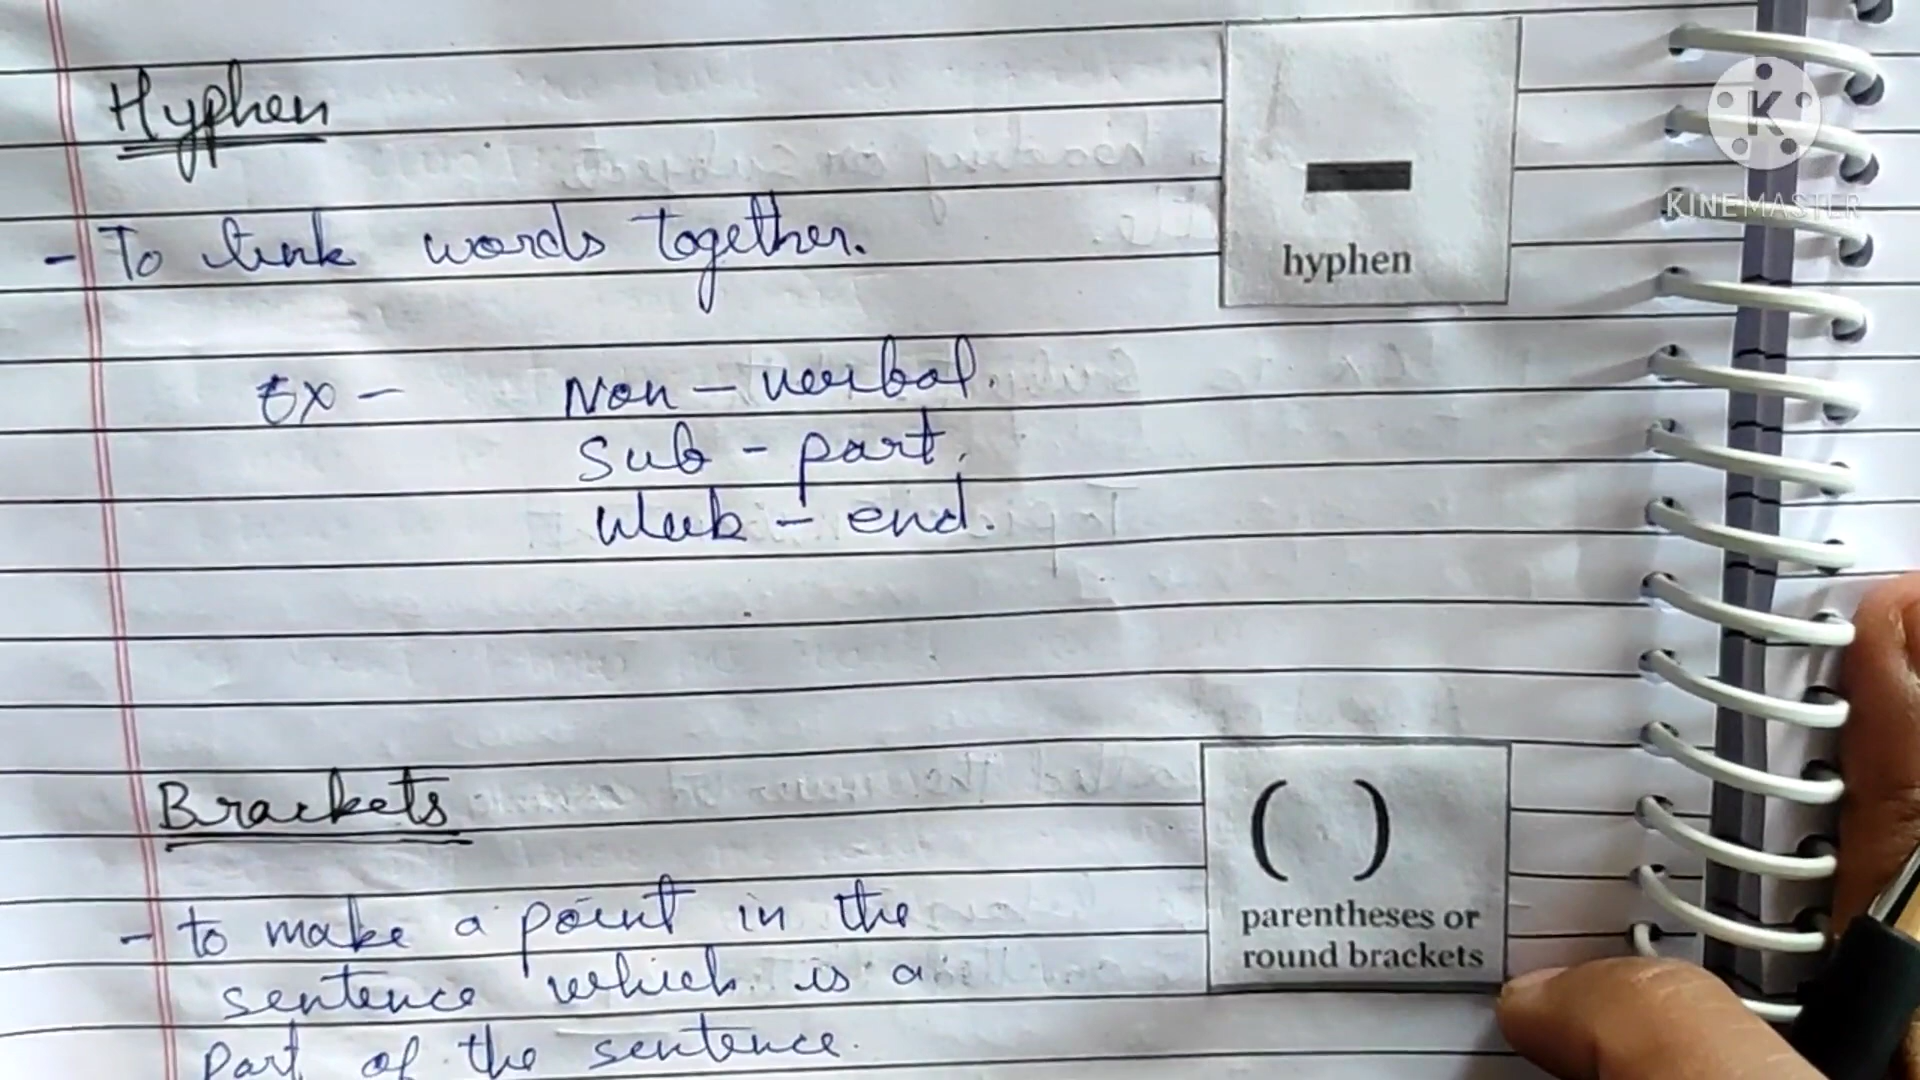 Hyphen
- To link words together.
hyphen
Ex - Non - verbal.
Sub - part.
Week - end.
Brackets
( )
parentheses or
round brackets
- to make a point in the
sentence which is a
part of the sentence.
K
KINEMASTER